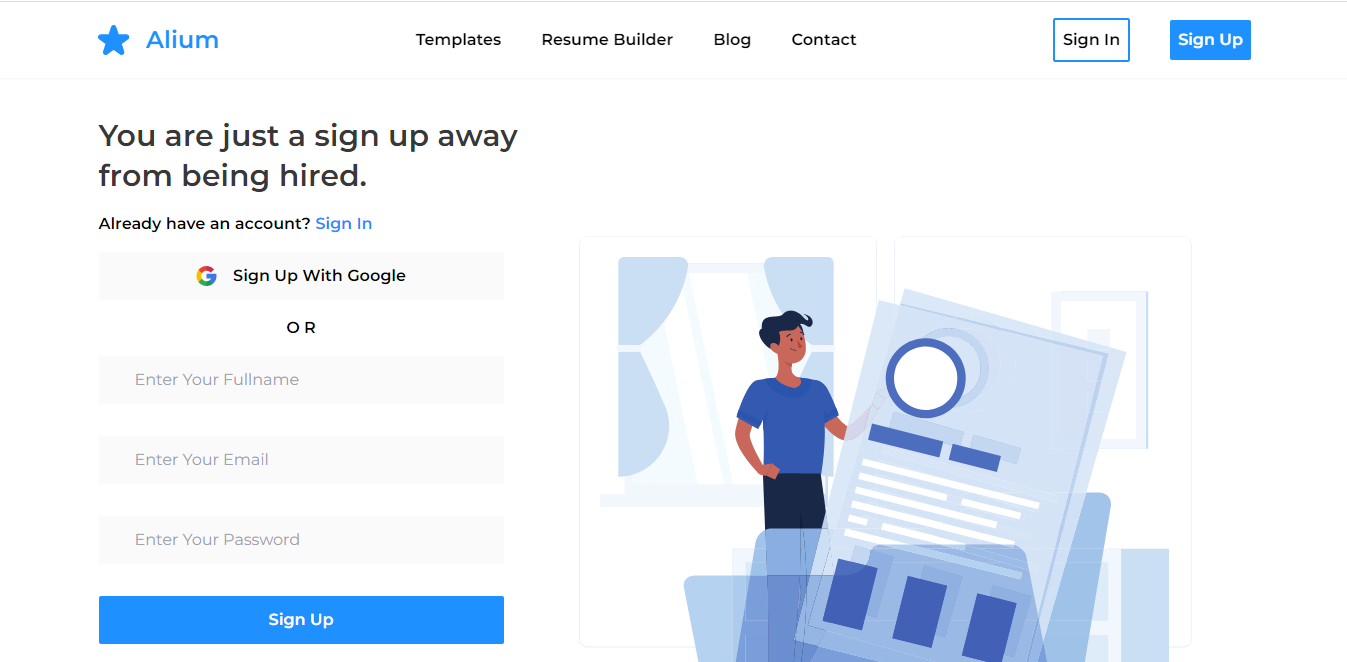 Alium
Templates
Resume Builder
Blog
Contact
Sign In
Sign Up
You are just a sign up away
from being hired.
Already have an account? Sign In
Sign Up With Google
O R
Enter Your Fullname
Enter Your Email
Enter Your Password
Sign Up